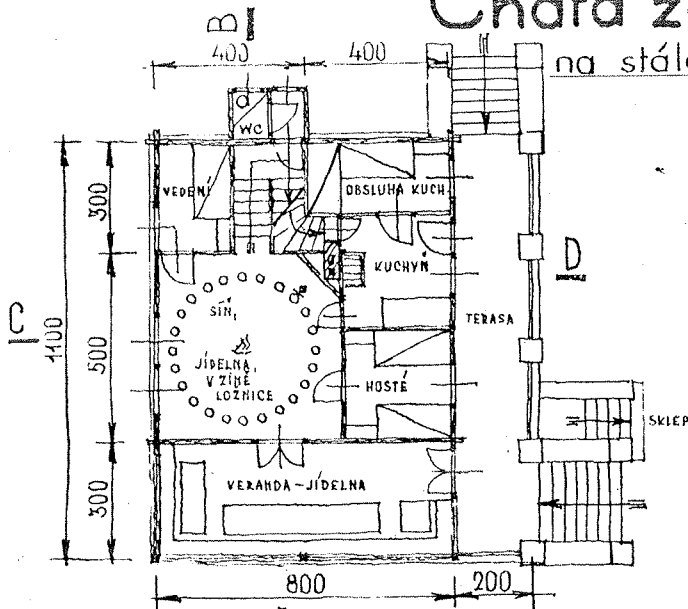 Chata z
B
na stálo
400 400
WC
VEDENÍ
OBSLUHA KUCH.
300
KUCHYŇ
D
C
1100
SÍŇ,
TERASA
500
JÍDELNA,
V ZIMĚ
LOŽNICE
HOSTÉ
SKLEP
VERANDA-JÍDELNA
300
800 200